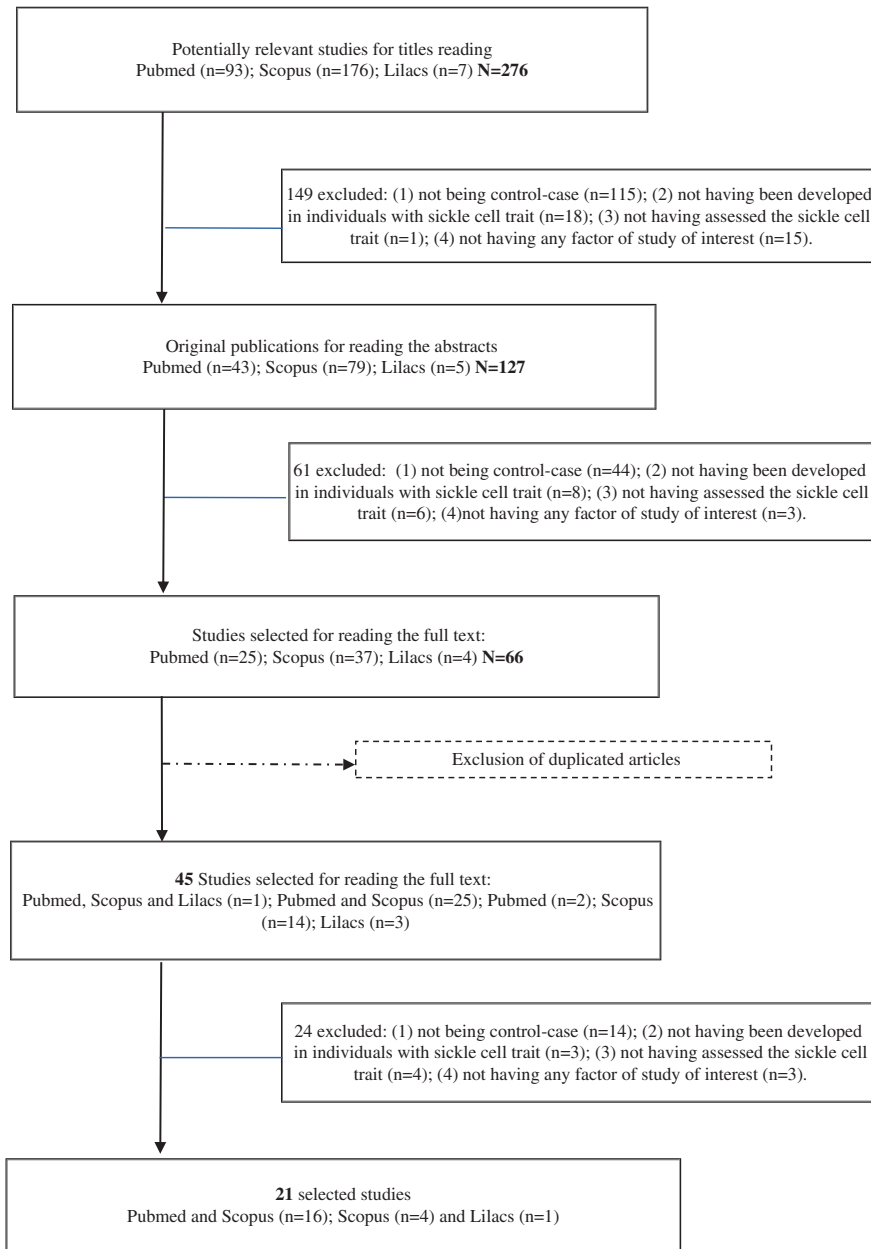 Potentially relevant studies for titles reading
Pubmed (n=93); Scopus (n=176); Lilacs (n=7) N=276
149 excluded: (1) not being control-case (n=115); (2) not having been developed
in individuals with sickle cell trait (n=18); (3) not having assessed the sickle cell
trait (n=1); (4) not having any factor of study of interest (n=15).
Original publications for reading the abstracts
Pubmed (n=43); Scopus (n=79); Lilacs (n=5) N=127
61 excluded: (1) not being control-case (n=44); (2) not having been developed
in individuals with sickle cell trait (n=8); (3) not having assessed the sickle cell
trait (n=6); (4)not having any factor of study of interest (n=3).
Studies selected for reading the full text:
Pubmed (n=25); Scopus (n=37); Lilacs (n=4) N=66
Exclusion of duplicated articles
45 Studies selected for reading the full text:
Pubmed, Scopus and Lilacs (n=1); Pubmed and Scopus (n=25); Pubmed (n=2); Scopus
(n=14); Lilacs (n=3)
24 excluded: (1) not being control-case (n=14); (2) not having been developed
in individuals with sickle cell trait (n=3); (3) not having assessed the sickle cell
trait (n=4); (4) not having any factor of study of interest (n=3).
21 selected studies
Pubmed and Scopus (n=16); Scopus (n=4) and Lilacs (n=1)